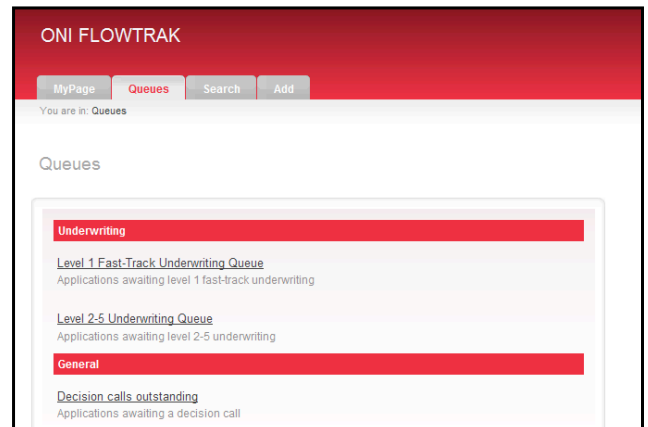 ONI FLOWTRAK
MyPage Queues Search Add
You are in: Queues
Queues
Underwriting
Level 1 Fast-Track Underwriting Queue
Applications awaiting level 1 fast-track underwriting
Level 2-5 Underwriting Queue
Applications awaiting level 2-5 underwriting
General
Decision calls outstanding
Applications awaiting a decision call